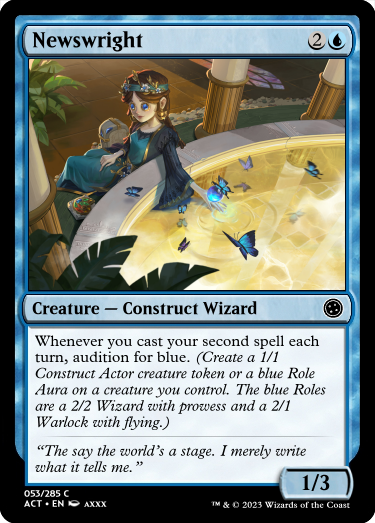 Newswright 2
Creature — Construct Wizard
Whenever you cast your second spell each
turn, audition for blue. (Create a 1/1
Construct Actor creature token or a blue Role
Aura on a creature you control. The blue Roles
are a 2/2 Wizard with prowess and a 2/1
Warlock with flying.)
“The say the world’s a stage. I merely write
what it tells me.”
1/3
053/285 C
ACT • EN AXXX
™ & © 2023 Wizards of the Coast